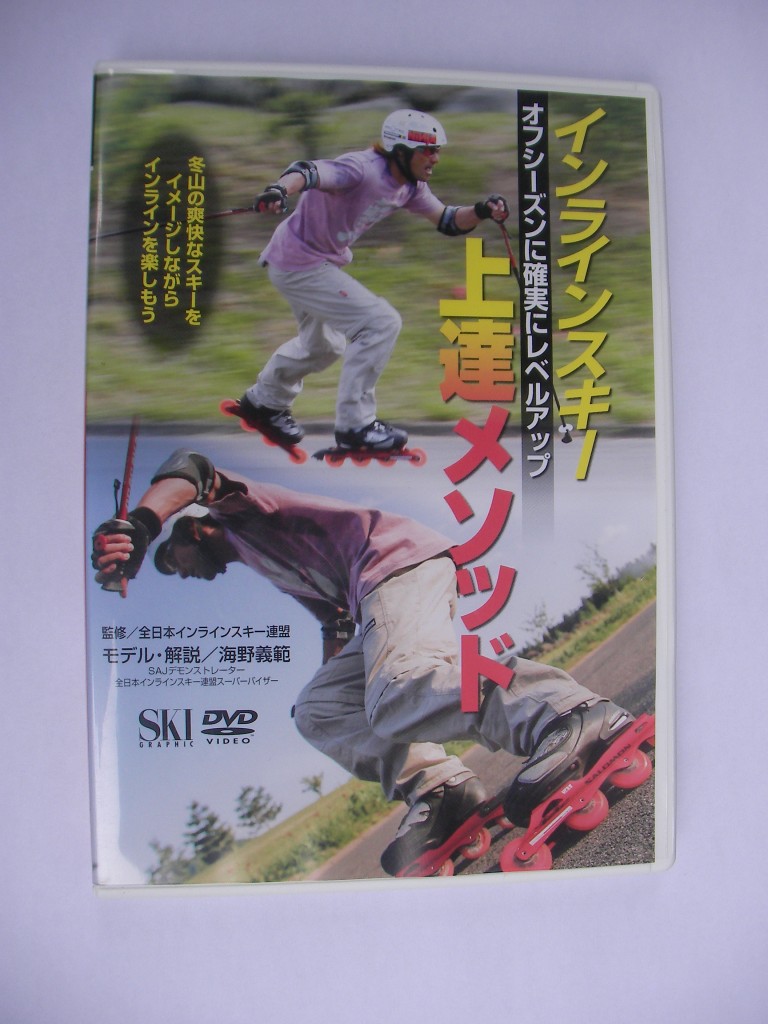 インラインスキー
オフシーズンに確実にレベルアップ
上達メソッド
冬山の爽快なスキーを
イメージしながら
インラインを楽しもう
監修／全日本インラインスキー連盟
モデル・解説／海野義範
SAJデモンストレーター
全日本インラインスキー連盟スーパーバイザー
SKI
GRAPHIC
DVD
VIDEO
SALOMON